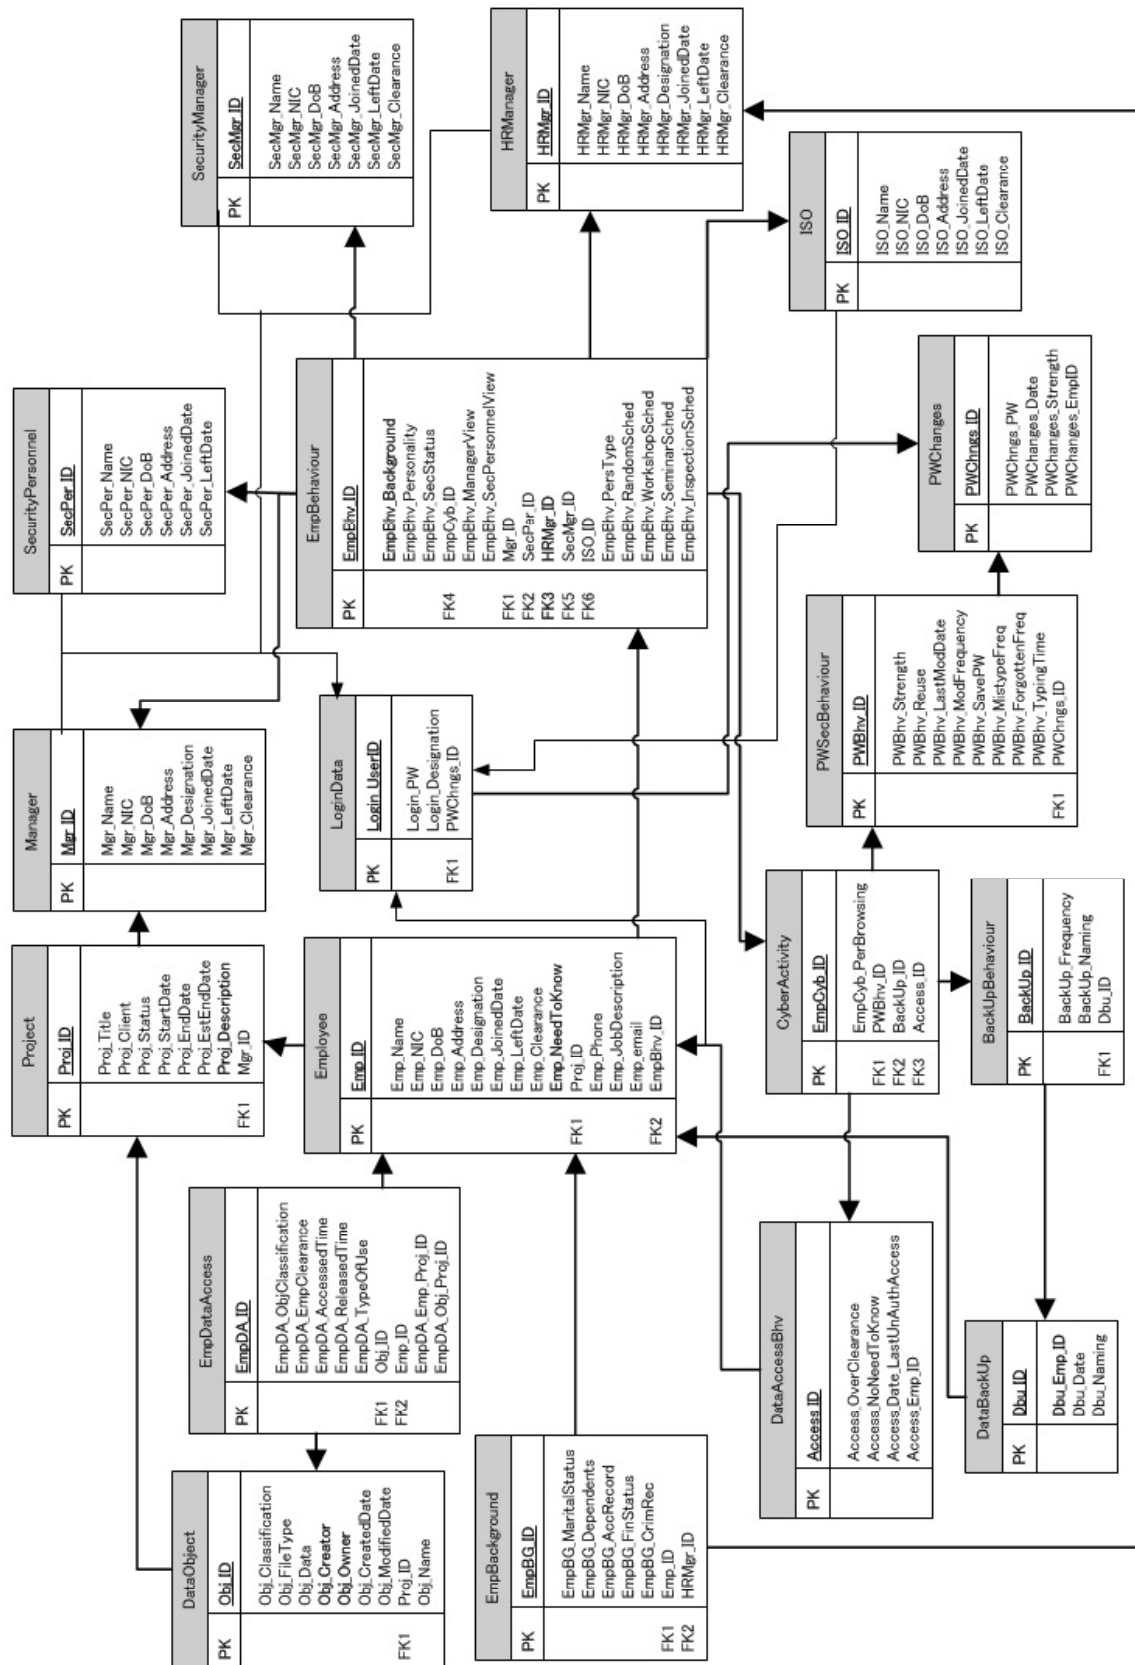 DataObject
PK
Obj_ID
Obj_Classification
Obj_FileType
Obj_Data
Obj_Creator
Obj_Owner
Obj_CreatedDate
Obj_ModifiedDate
FK1
Proj_ID
Obj_Name
EmpDataAccess
PK
EmpDA_ID
EmpDA_ObjClassification
EmpDA_EmpClearance
EmpDA_AccessedTime
EmpDA_ReleasedTime
EmpDA_TypeOfUse
FK1
Obj_ID
FK2
Emp_ID
EmpDA_Emp_Proj_ID
EmpDA_Obj_Proj_ID
Project
PK
Proj_ID
Proj_Title
Proj_Client
Proj_Status
Proj_StartDate
Proj_EndDate
Proj_EstEndDate
Proj_Description
FK1
Mgr_ID
Manager
PK
Mgr_ID
Mgr_Name
Mgr_NIC
Mgr_DoB
Mgr_Address
Mgr_Designation
Mgr_JoinedDate
Mgr_LeftDate
Mgr_Clearance
SecurityPersonnel
PK
SecPer_ID
SecPer_Name
SecPer_NIC
SecPer_DoB
SecPer_Address
SecPer_JoinedDate
SecPer_LeftDate
SecurityManager
PK
SecMgr_ID
SecMgr_Name
SecMgr_NIC
SecMgr_DoB
SecMgr_Address
SecMgr_JoinedDate
SecMgr_LeftDate
SecMgr_Clearance
EmpBackground
PK
EmpBG_ID
EmpBG_MaritalStatus
EmpBG_Dependents
EmpBG_AccRecord
EmpBG_FinStatus
EmpBG_CrimRec
FK1
Emp_ID
FK2
HRMgr_ID
Employee
PK
Emp_ID
Emp_Name
Emp_NIC
Emp_DoB
Emp_Address
Emp_Designation
Emp_JoinedDate
Emp_LeftDate
Emp_Clearance
Emp_NeedToKnow
FK1
Proj_ID
Emp_Phone
Emp_JobDescription
Emp_email
FK2
EmpBhv_ID
LoginData
PK
Login_UserID
Login_PW
Login_Designation
FK1
PWChngs_ID
EmpBehaviour
PK
EmpBhv_ID
EmpBhv_Background
EmpBhv_Personality
EmpBhv_SecStatus
FK4
EmpCyb_ID
EmpBhv_ManagerView
EmpBhv_SecPersonnelView
FK1
Mgr_ID
FK2
SecPar_ID
FK3
HRMgr_ID
FK5
SecMgr_ID
FK6
ISO_ID
EmpBhv_PersType
EmpBhv_RandomSched
EmpBhv_WorkshopSched
EmpBhv_SeminarSched
EmpBhv_InspectionSched
HRManager
PK
HRMgr_ID
HRMgr_Name
HRMgr_NIC
HRMgr_DoB
HRMgr_Address
HRMgr_Designation
HRMgr_JoinedDate
HRMgr_LeftDate
HRMgr_Clearance
DataAccessBhv
PK
Access_ID
Access_OverClearance
Access_NoNeedToKnow
Access_Date_LastUnAuthAccess
Access_Emp_ID
CyberActivity
PK
EmpCyb_ID
EmpCyb_PerBrowsing
FK1
PWBhv_ID
FK2
BackUp_ID
FK3
Access_ID
PWSecBehaviour
PK
PWBhv_ID
PWBhv_Strength
PWBhv_Reuse
PWBhv_LastModDate
PWBhv_ModFrequency
PWBhv_SavePW
PWBhv_MistypeFreq
PWBhv_ForgottenFreq
PWBhv_TypingTime
FK1
PWChngs_ID
ISO
PK
ISO_ID
ISO_Name
ISO_NIC
ISO_DoB
ISO_Address
ISO_JoinedDate
ISO_LeftDate
ISO_Clearance
DataBackUp
PK
Dbu_ID
Dbu_Emp_ID
Dbu_Date
Dbu_Naming
BackUpBehaviour
PK
BackUp_ID
BackUp_Frequency
BackUp_Naming
FK1
Dbu_ID
PWChanges
PK
PWChngs_ID
PWChngs_PW
PWChanges_Date
PWChanges_Strength
PWChanges_EmpID